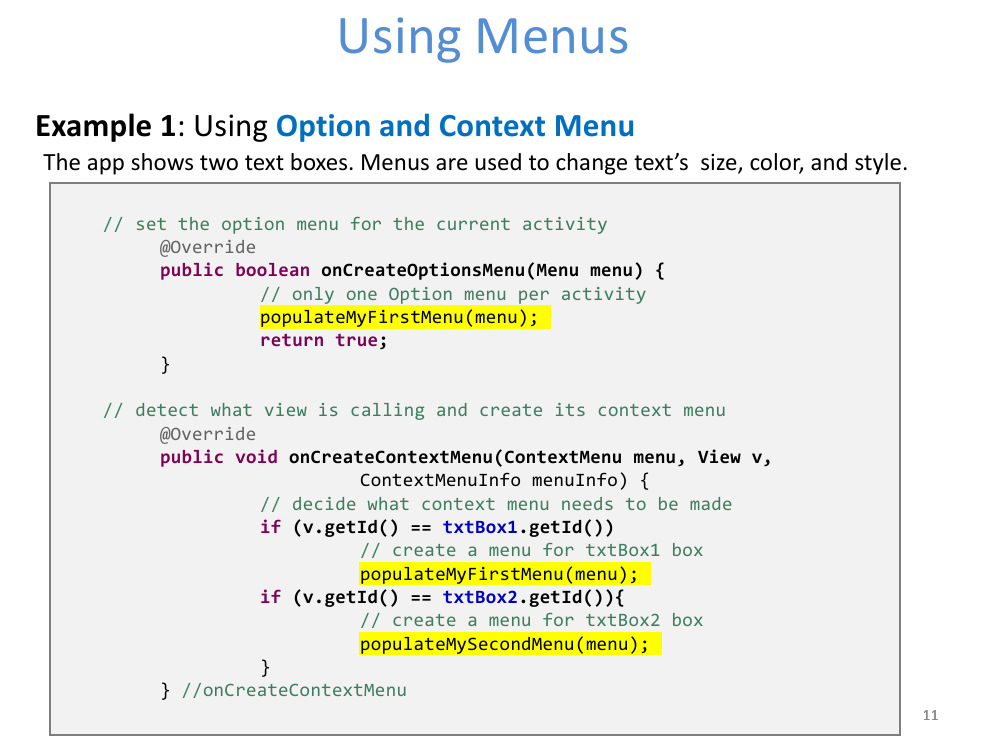 Using Menus
Example 1: Using Option and Context Menu
The app shows two text boxes. Menus are used to change text’s  size, color, and style.
// set the option menu for the current activity
@Override
public boolean onCreateOptionsMenu(Menu menu) {
// only one Option menu per activity
populateMyFirstMenu(menu);
return true;
}
// detect what view is calling and create its context menu
@Override
public void onCreateContextMenu(ContextMenu menu, View v,
ContextMenuInfo menuInfo) {
// decide what context menu needs to be made
if (v.getId() == txtBox1.getId())
// create a menu for txtBox1 box
populateMyFirstMenu(menu);
if (v.getId() == txtBox2.getId()){
// create a menu for txtBox2 box
populateMySecondMenu(menu);
}
} //onCreateContextMenu
11